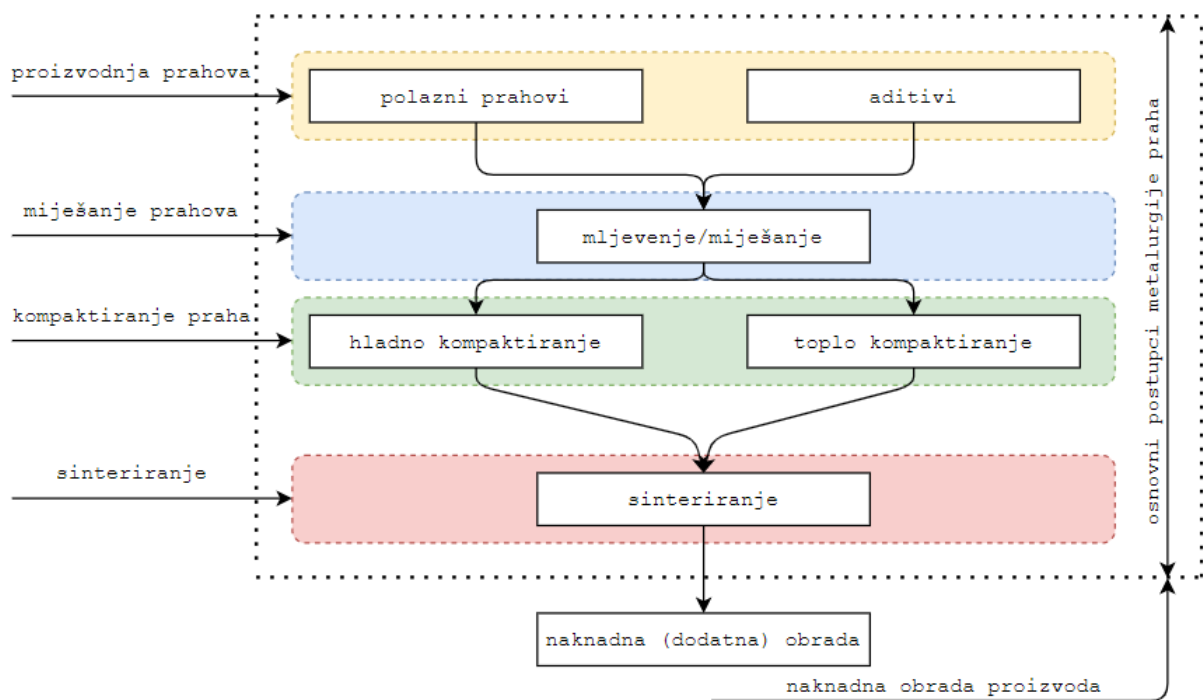 proizvodnja prahova
polazni prahovi
aditivi
miješanje prahova
mljevenje/miješanje
kompaktiranje praha
hladno kompaktiranje
toplo kompaktiranje
sinteriranje
sinteriranje
osnovni postupci metalurgije praha
naknadna (dodatna) obrada
naknadna obrada proizvoda